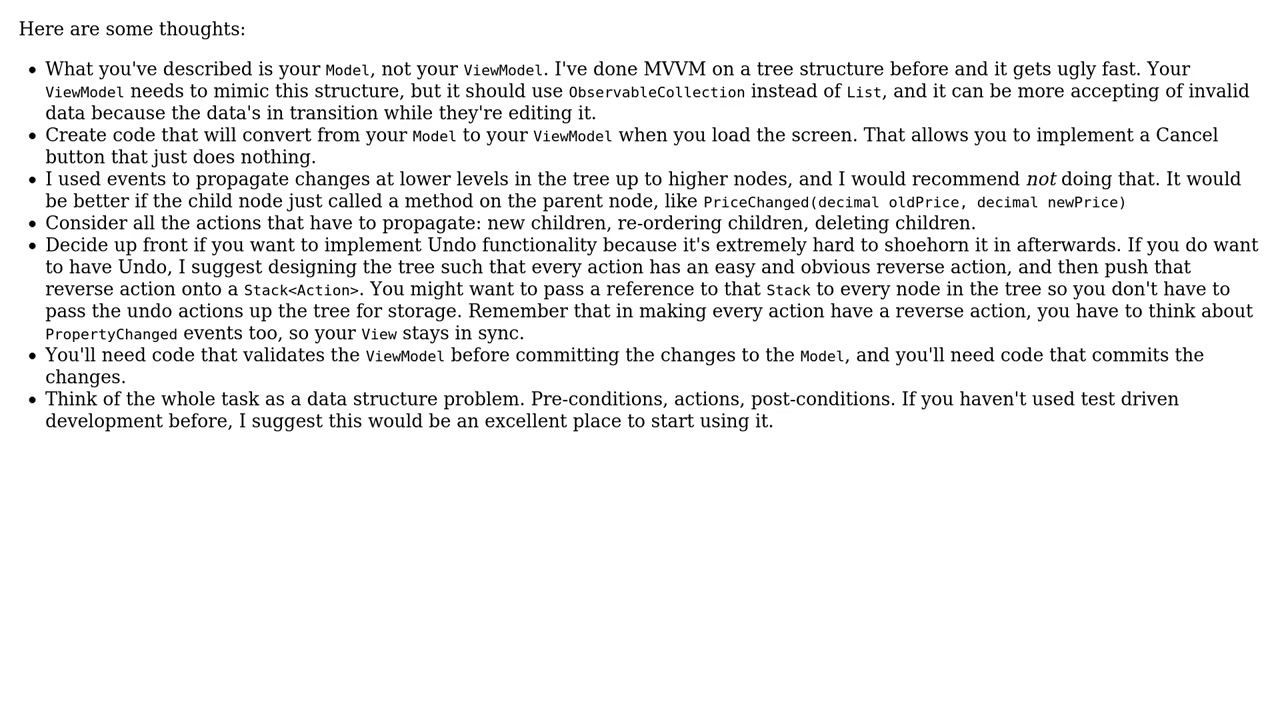 Here are some thoughts:
• What you've described is your Model, not your ViewModel. I've done MVVM on a tree structure before and it gets ugly fast. Your
ViewModel needs to mimic this structure, but it should use ObservableCollection instead of List, and it can be more accepting of invalid
data because the data's in transition while they're editing it.
• Create code that will convert from your Model to your ViewModel when you load the screen. That allows you to implement a Cancel
button that just does nothing.
• I used events to propagate changes at lower levels in the tree up to higher nodes, and I would recommend not doing that. It would
be better if the child node just called a method on the parent node, like PriceChanged(decimal oldPrice, decimal newPrice)
• Consider all the actions that have to propagate: new children, re-ordering children, deleting children.
• Decide up front if you want to implement Undo functionality because it's extremely hard to shoehorn it in afterwards. If you do want
to have Undo, I suggest designing the tree such that every action has an easy and obvious reverse action, and then push that
reverse action onto a Stack<Action>. You might want to pass a reference to that Stack to every node in the tree so you don't have to
pass the undo actions up the tree for storage. Remember that in making every action have a reverse action, you have to think about
PropertyChanged events too, so your View stays in sync.
• You'll need code that validates the ViewModel before committing the changes to the Model, and you'll need code that commits the
changes.
• Think of the whole task as a data structure problem. Pre-conditions, actions, post-conditions. If you haven't used test driven
development before, I suggest this would be an excellent place to start using it.